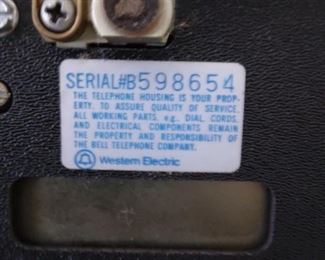 SERIAL#B598654
THE TELEPHONE HOUSING IS YOUR PROP-
ERTY. TO ASSURE QUALITY OF SERVICE,
ALL WORKING PARTS, e.g., DIAL, CORDS,
AND ELECTRICAL COMPONENTS REMAIN
THE PROPERTY AND RESPONSIBILITY OF
THE BELL TELEPHONE COMPANY.
Western Electric